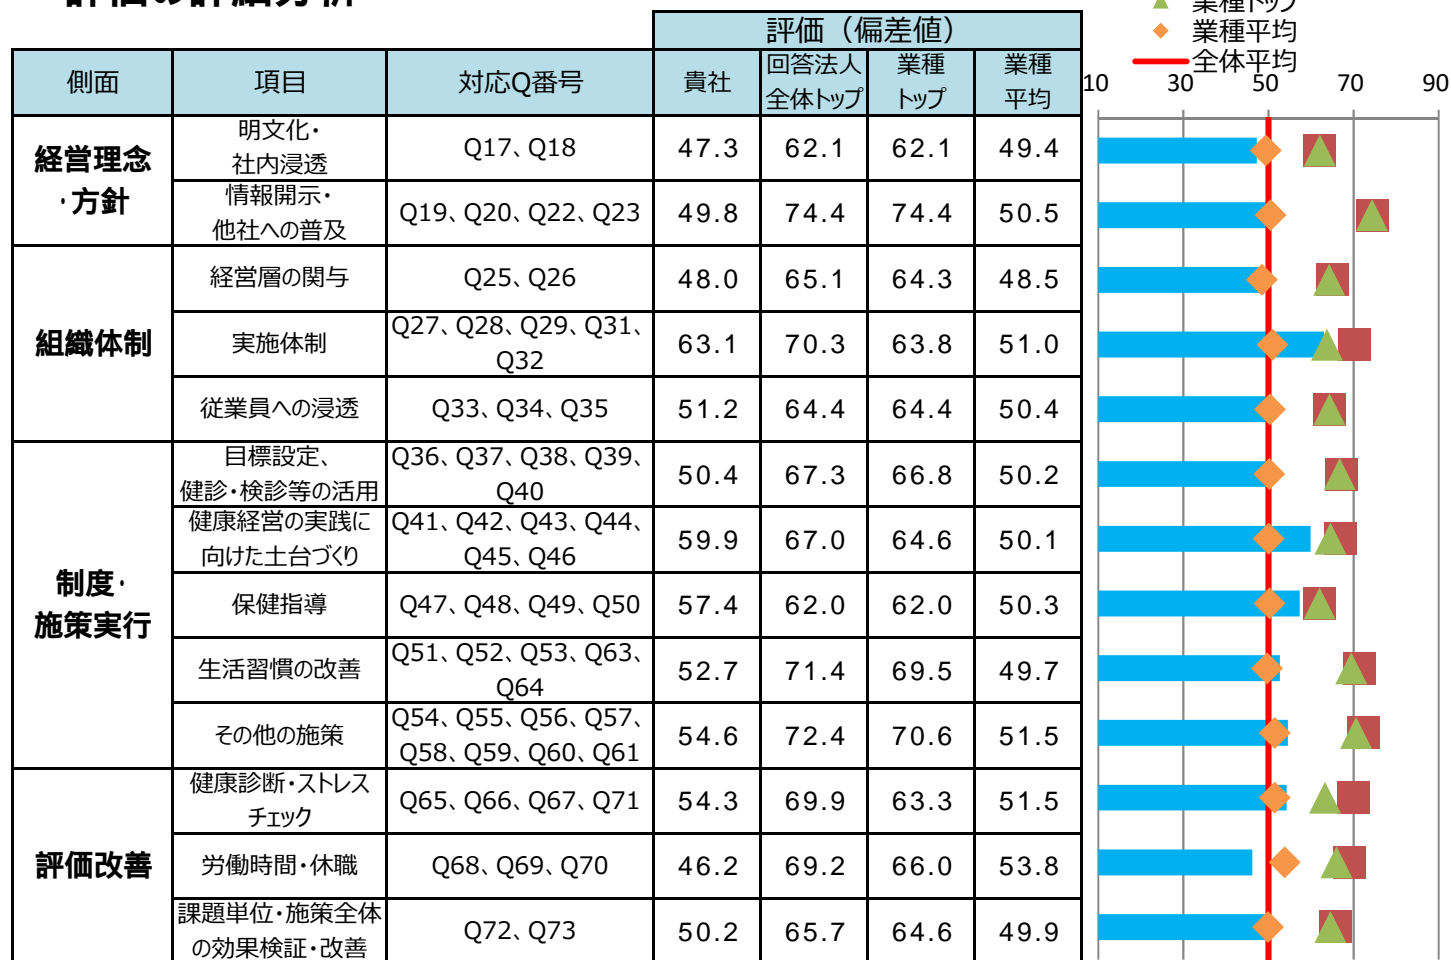 評価の詳細分析
業種トップ
業種平均
全体平均
評価（偏差値）
側面 項目 対応Q番号 貴社 回答法人 業種 業種
全体トップ トップ 平均
10 30 50 70 90
経営理念
・方針
明文化・
社内浸透
Q17、Q18 47.3 62.1 62.1 49.4
情報開示・
他社への普及
Q19、Q20、Q22、Q23 49.8 74.4 74.4 50.5
組織体制
経営層の関与 Q25、Q26 48.0 65.1 64.3 48.5
実施体制
Q27、Q28、Q29、Q31、
Q32
63.1 70.3 63.8 51.0
従業員への浸透 Q33、Q34、Q35 51.2 64.4 64.4 50.4
制度・
施策実行
目標設定、
健診・検診等の活用
Q36、Q37、Q38、Q39、
Q40
50.4 67.3 66.8 50.2
健康経営の実践に
向けた土台づくり
Q41、Q42、Q43、Q44、
Q45、Q46
59.9 67.0 64.6 50.1
保健指導 Q47、Q48、Q49、Q50 57.4 62.0 62.0 50.3
生活習慣の改善
Q51、Q52、Q53、Q63、
Q64
52.7 71.4 69.5 49.7
その他の施策
Q54、Q55、Q56、Q57、
Q58、Q59、Q60、Q61
54.6 72.4 70.6 51.5
評価改善
健康診断・ストレス
チェック
Q65、Q66、Q67、Q71 54.3 69.9 63.3 51.5
労働時間・休職 Q68、Q69、Q70 46.2 69.2 66.0 53.8
課題単位・施策全体
の効果検証・改善
Q72、Q73 50.2 65.7 64.6 49.9